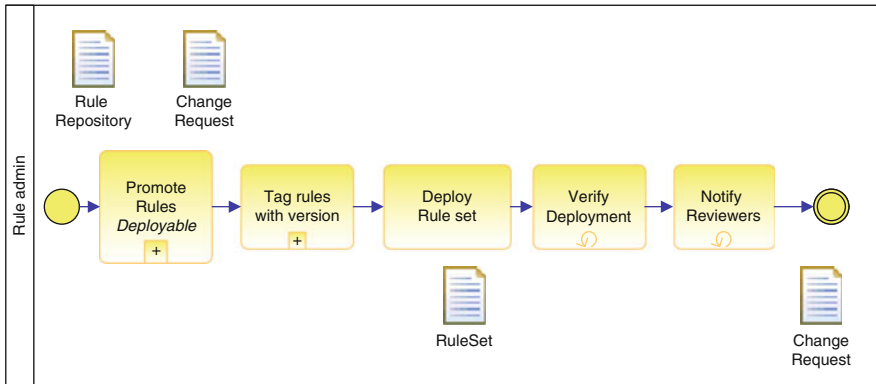 Rule admin
Rule
Repository
Change
Request
Promote
Rules
Deployable
+
Tag rules
with version
+
Deploy
Rule set
Verify
Deployment
Notify
Reviewers
RuleSet
Change
Request